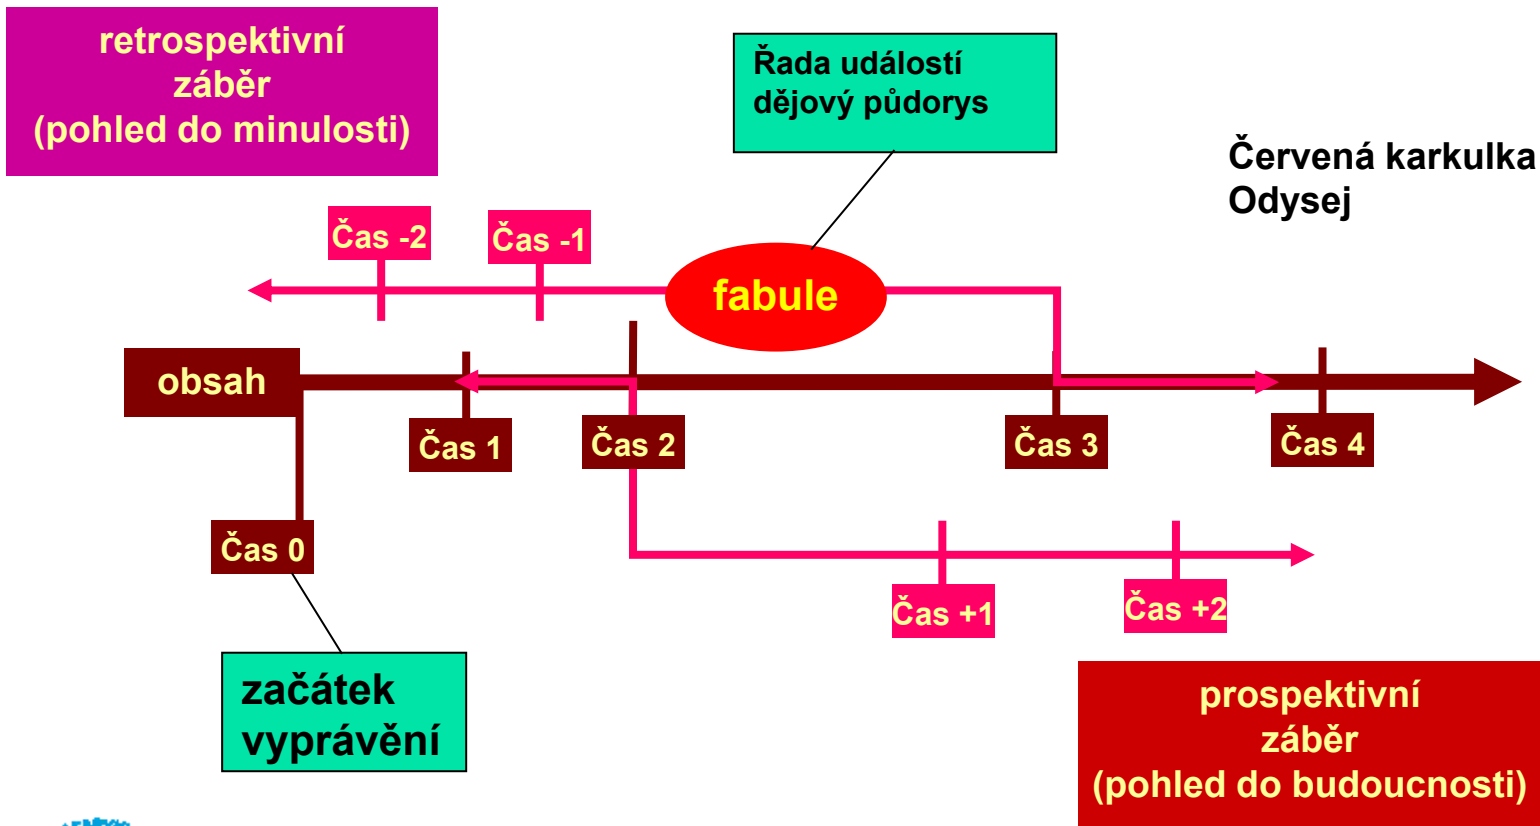 retrospektivní
záběr
(pohled do minulosti)
Řada událostí
dějový půdorys
Červená karkulka
Odysej
Čas -2
Čas -1
fabule
obsah
Čas 1
Čas 2
Čas 3
Čas 4
Čas 0
Čas +1
Čas +2
začátek
vyprávění
prospektivní
záběr
(pohled do budoucnosti)